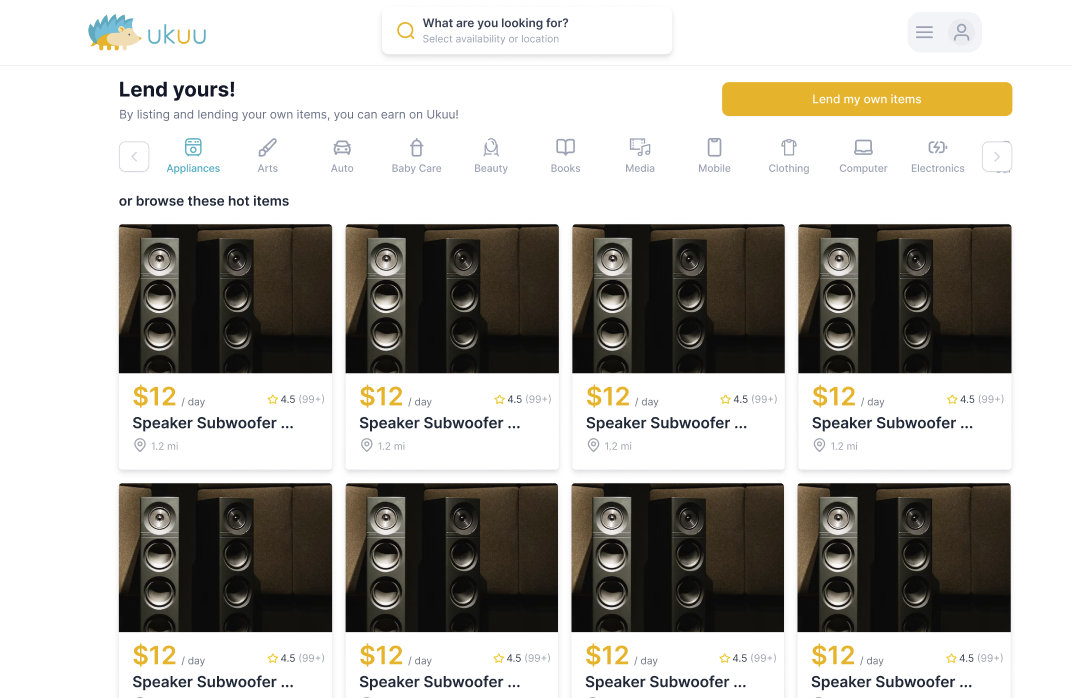 ukuu
What are you looking for?
Select availability or location
Lend yours!
By listing and lending your own items, you can earn on Ukuu!
Lend my own items
Appliances
Arts
Auto
Baby Care
Beauty
Books
Media
Mobile
Clothing
Computer
Electronics
or browse these hot items
$12 / day 4.5 (99+)
Speaker Subwoofer ...
1.2 mi
$12 / day 4.5 (99+)
Speaker Subwoofer ...
1.2 mi
$12 / day 4.5 (99+)
Speaker Subwoofer ...
1.2 mi
$12 / day 4.5 (99+)
Speaker Subwoofer ...
1.2 mi
$12 / day 4.5 (99+)
Speaker Subwoofer ...
$12 / day 4.5 (99+)
Speaker Subwoofer ...
$12 / day 4.5 (99+)
Speaker Subwoofer ...
$12 / day 4.5 (99+)
Speaker Subwoofer ...